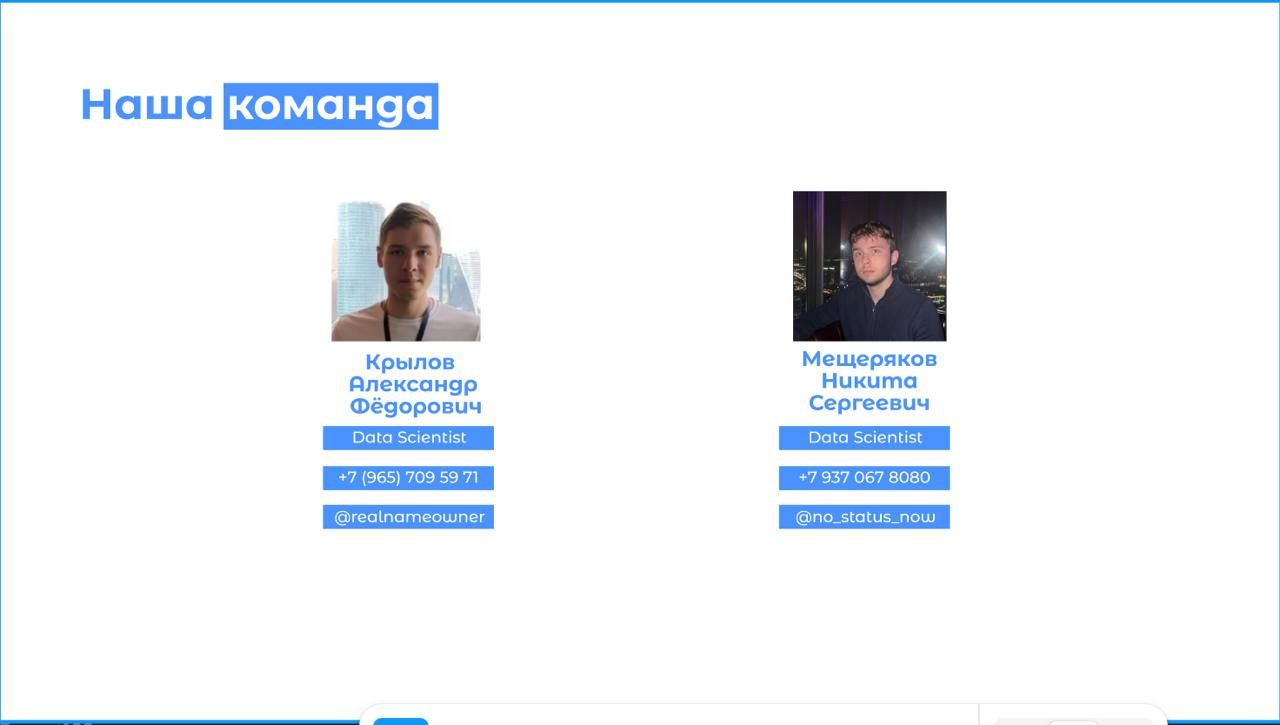 Наша команда
Крылов
Александр
Фёдорович
Data Scientist
+7 (965) 709 59 71
@realnameowner
Мещеряков
Никита
Сергеевич
Data Scientist
+7 937 067 8080
@no_status_now